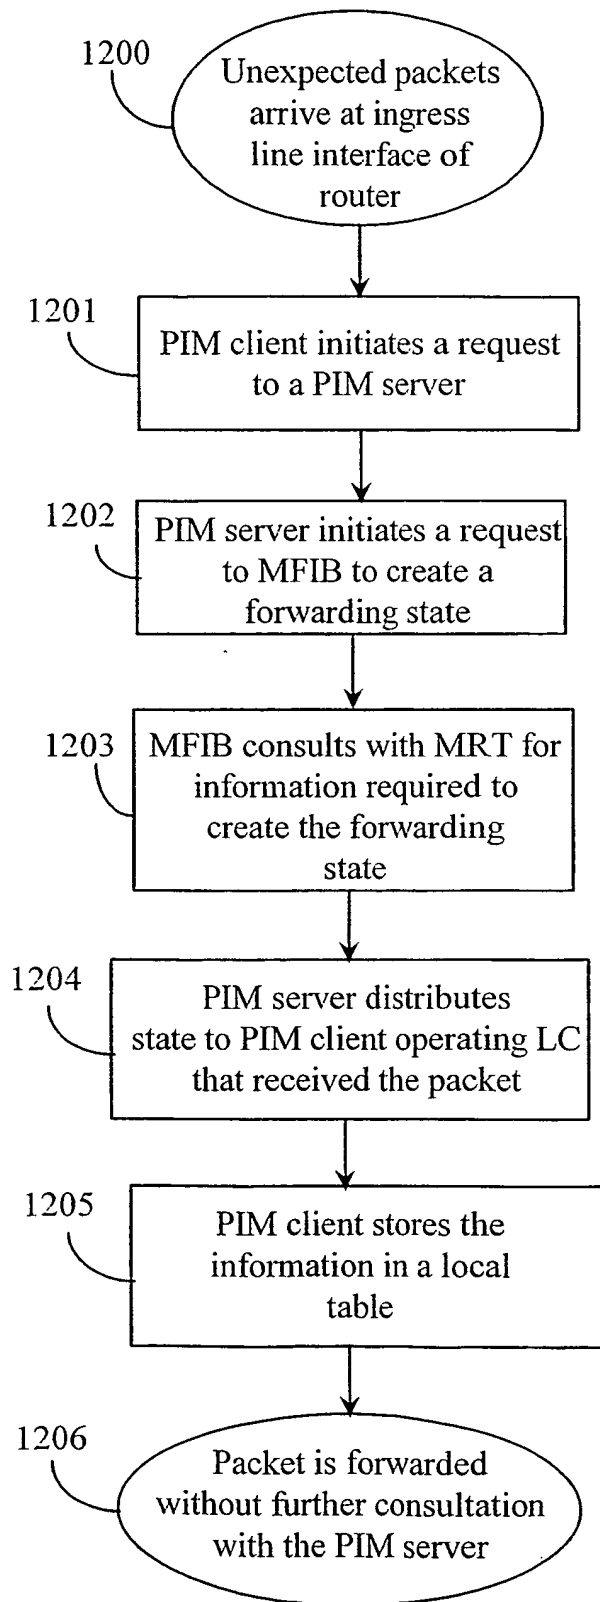 1200
Unexpected packets
arrive at ingress
line interface of
router
1201
PIM client initiates a request
to a PIM server
1202
PIM server initiates a request
to MFIB to create a
forwarding state
1203
MFIB consults with MRT for
information required to
create the forwarding
state
1204
PIM server distributes
state to PIM client operating LC
that received the packet
1205
PIM client stores the
information in a local
table
1206
Packet is forwarded
without further consultation
with the PIM server